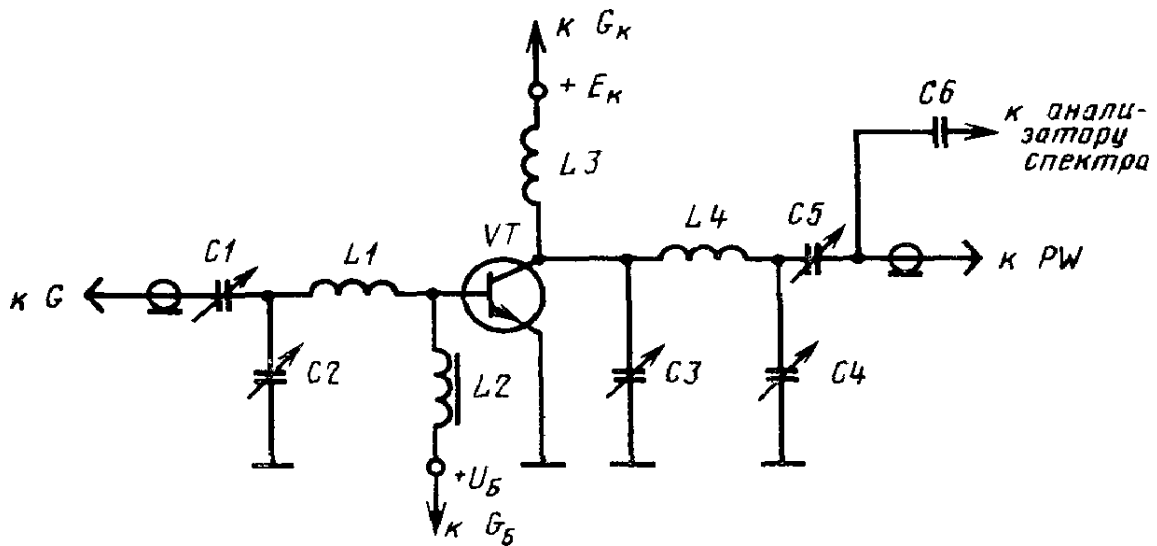 к Gк
+ Eк
C6
к анали-
затору
спектра
L3
VT
L4
C5
C1
L1
к G
к PW
C2
L2
C3
C4
+UБ
к GБ